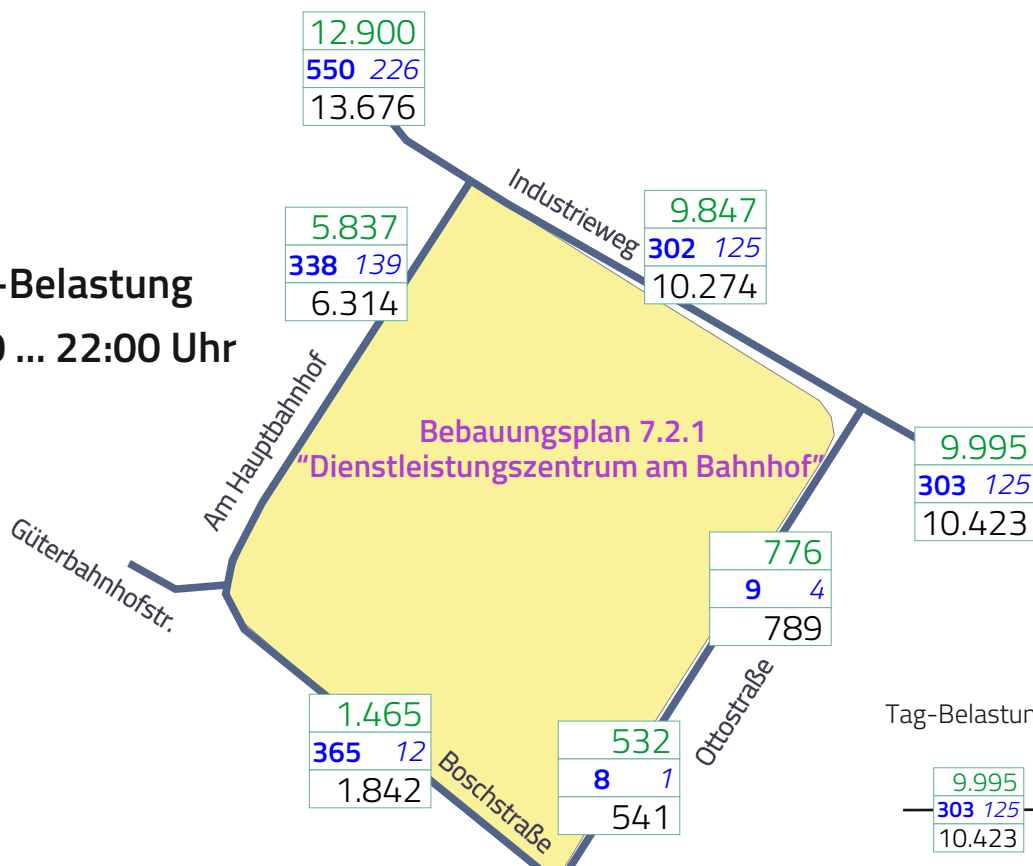 12.900
550 226
13.676
Industrieweg
5.837
338 139
6.314
9.847
302 125
10.274
-Belastung
... 22:00 Uhr
Am Hauptbahnhof
Bebauungsplan 7.2.1
"Dienstleistungszentrum am Bahnhof"
9.995
303 125
10.423
Güterbahnhofstr.
776
9 4
789
Ottostraße
1.465
365 12
1.842
Boschstraße
532
8 1
541
Tag-Belastun
9.995
303 125
10.423